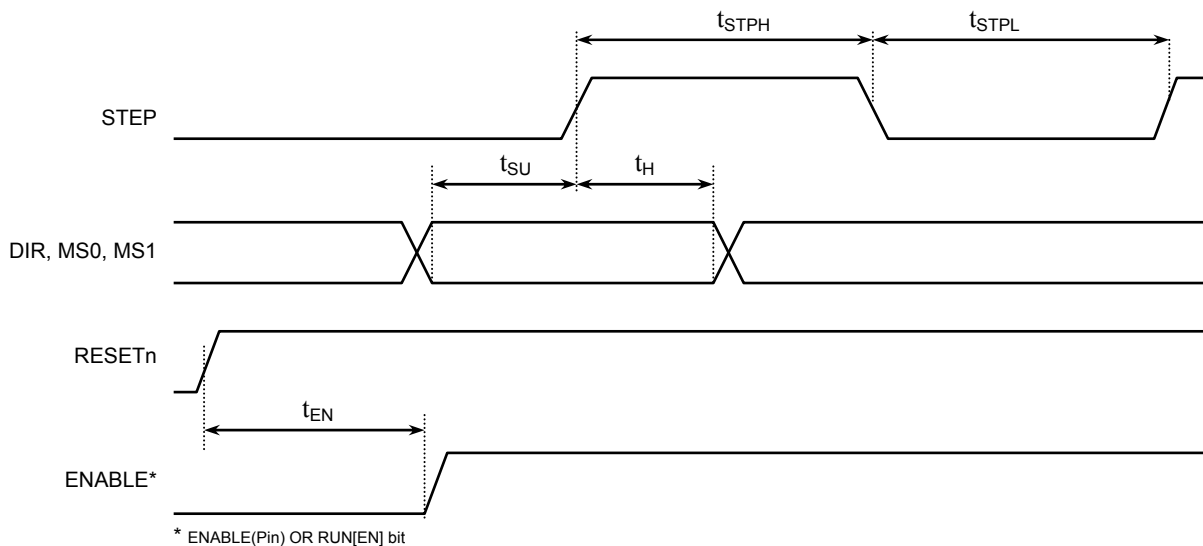 tSTPH tSTPL
STEP
tSU tH
DIR, MS0, MS1
RESETn
tEN
ENABLE*
* ENABLE(Pin) OR RUN[EN] bit